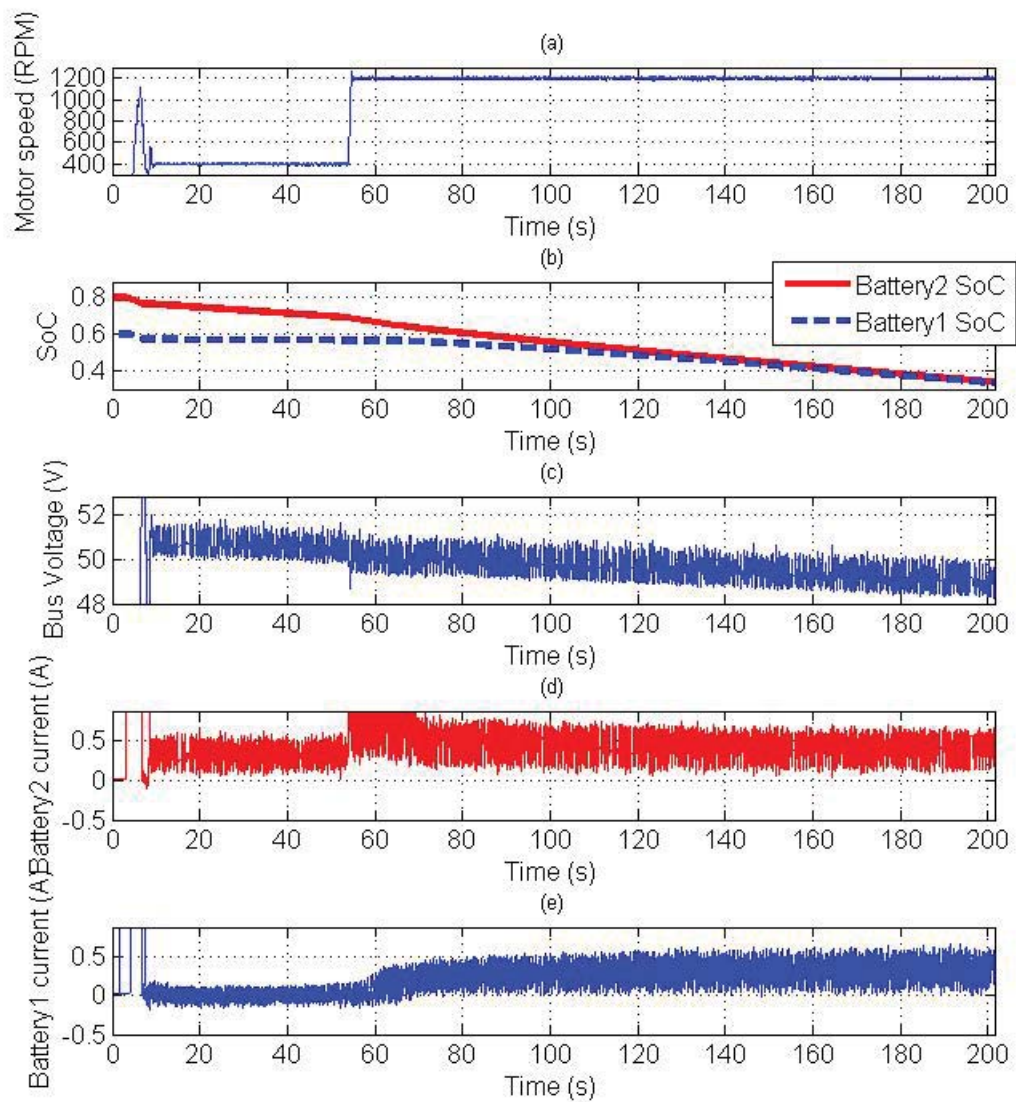 (a)
Motor speed (RPM)
1200
1000
800
600
400
0 20 40 60 80 100 120 140 160 180 200
Time (s)
(b)
SoC
0.8
0.6
0.4
Battery2 SoC
Battery1 SoC
0 20 40 60 80 100 120 140 160 180 200
Time (s)
(c)
Bus Voltage (V)
52
50
48
0 20 40 60 80 100 120 140 160 180 200
Time (s)
(d)
Battery2 current (A)
0.5
0
-0.5
0 20 40 60 80 100 120 140 160 180 200
Time (s)
(e)
Battery1 current (A)
0.5
0
-0.5
0 20 40 60 80 100 120 140 160 180 200
Time (s)